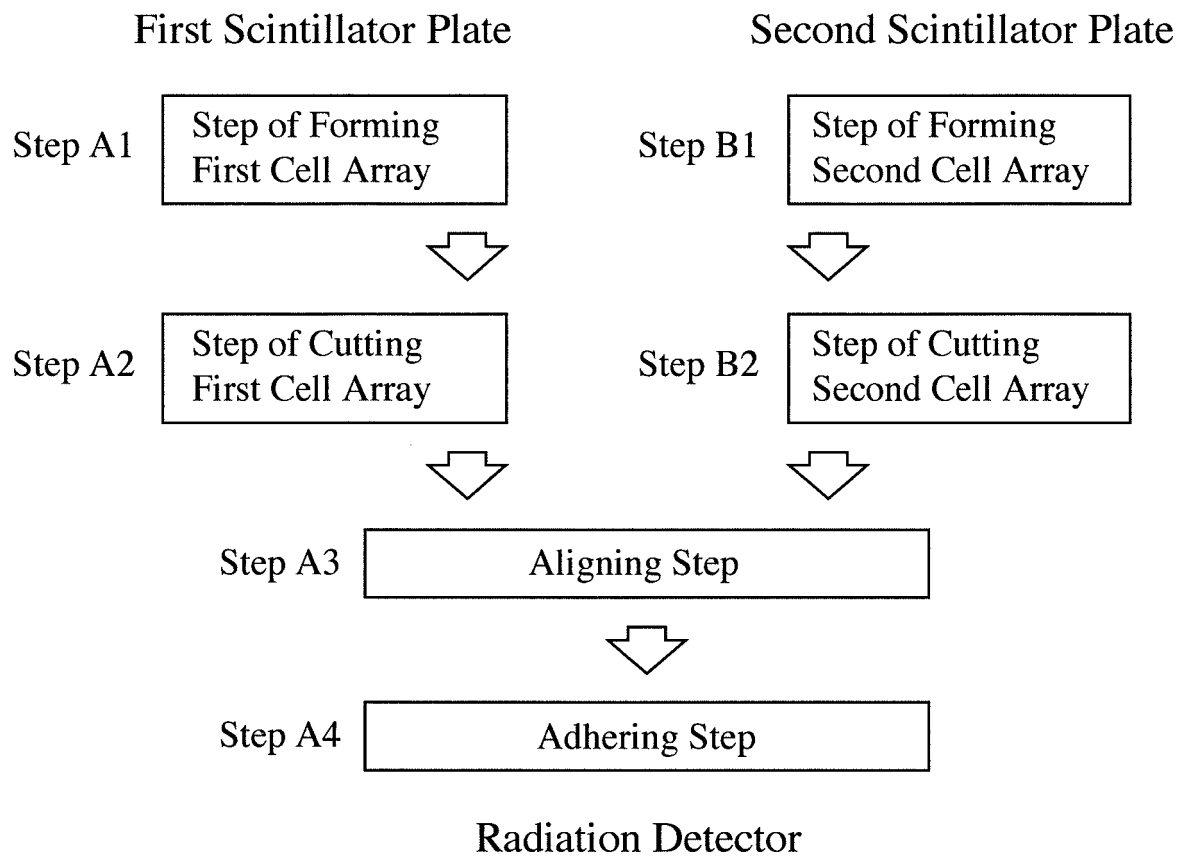 First Scintillator Plate
Second Scintillator Plate
Step A1
Step of Forming
First Cell Array
Step B1
Step of Forming
Second Cell Array
Step A2
Step of Cutting
First Cell Array
Step B2
Step of Cutting
Second Cell Array
Step A3
Aligning Step
Step A4
Adhering Step
Radiation Detector